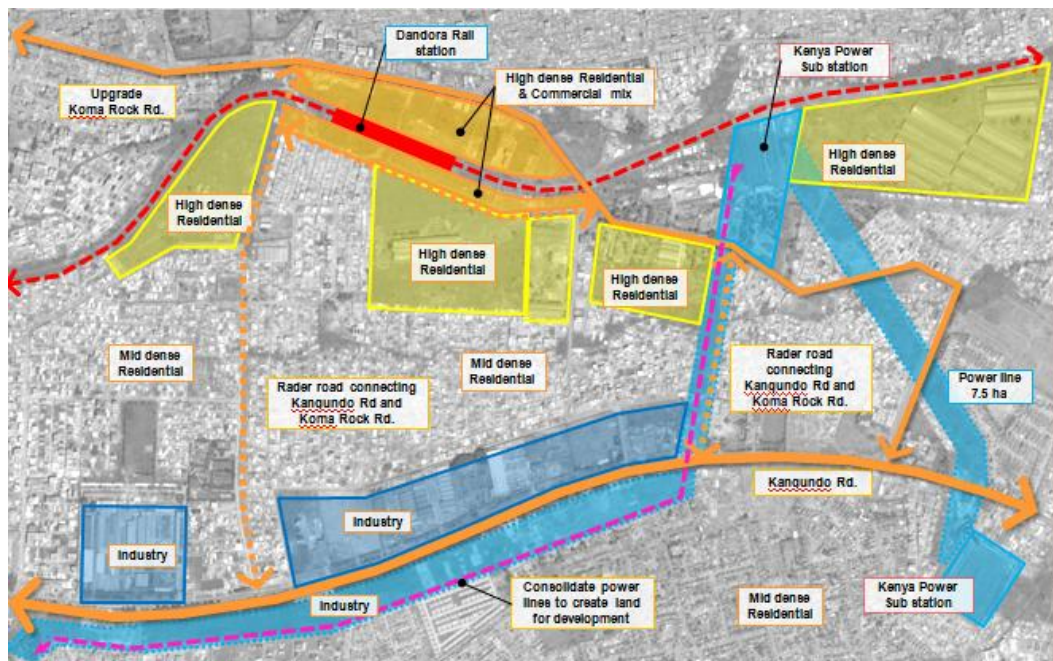 Dandora Rail
station
Kenya Power
Sub station
High dense Residential
& Commercial mix
Upgrade
Koma Rock Rd.
High dense
Residential
High dense
Residential
High dense
Residential
High dense
Residential
Mid dense
Residential
Mid dense
Residential
Rader road connecting
Kangundo Rd and
Koma Rock Rd.
Rader road
connecting
Kangundo Rd and
Koma Rock Rd.
Power line
7.5 ha
Kangundo Rd.
Industry
Industry
Industry
Consolidate power
lines to create land
for development
Mid dense
Residential
Kenya Power
Sub station